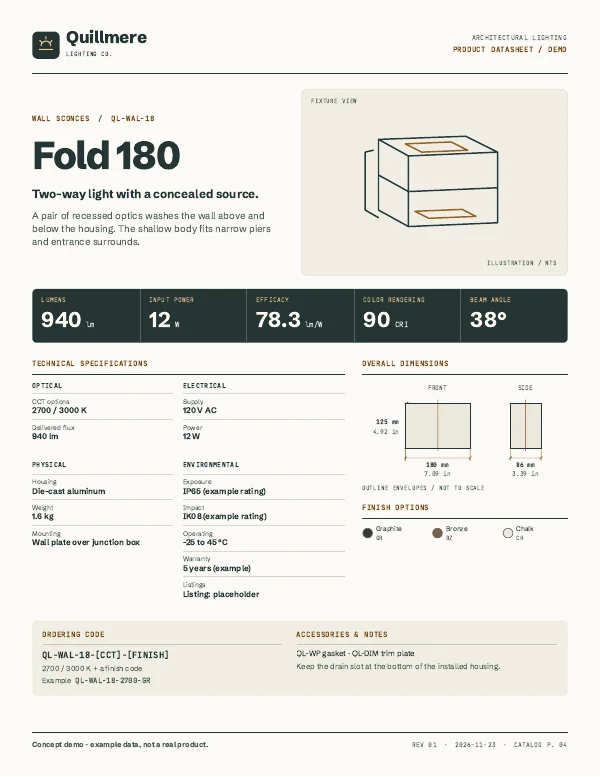 Quillmere
LIGHTING CO.
ARCHITECTURAL LIGHTING
PRODUCT DATASHEET / DEMO
WALL SCONCES / QL-WAL-18
Fold 180
Two-way light with a concealed source.
A pair of recessed optics washes the wall above and
below the housing. The shallow body fits narrow piers
and entrance surrounds.
FIXTURE VIEW
ILLUSTRATION / NTS
LUMENS
940 lm
INPUT POWER
12 W
EFFICACY
78.3 lm/W
COLOR RENDERING
90 CRI
BEAM ANGLE
38°
TECHNICAL SPECIFICATIONS
OPTICAL
CCT options
2700 / 3000 K
Delivered flux
940 lm
ELECTRICAL
Supply
120 V AC
Power
12 W
PHYSICAL
Housing
Die-cast aluminum
Weight
1.6 kg
Mounting
Wall plate over junction box
ENVIRONMENTAL
Exposure
IP65 (example rating)
Impact
IK08 (example rating)
Operating
-25 to 45 °C
Warranty
5 years (example)
Listings
Listing: placeholder
OVERALL DIMENSIONS
FRONT
SIDE
125 mm
4.92 in
180 mm
7.09 in
86 mm
3.39 in
OUTLINE ENVELOPES / NOT TO SCALE
FINISH OPTIONS
Graphite
GR
Bronze
BZ
Chalk
CH
ORDERING CODE
QL-WAL-18-[CCT]-[FINISH]
2700 / 3000 K + a finish code
Example QL-WAL-18-2700-GR
ACCESSORIES & NOTES
QL-WP gasket · QL-DIM trim plate
Keep the drain slot at the bottom of the installed housing.
Concept demo - example data, not a real product.
REV 01 · 2026-11-23 · CATALOG P. 04